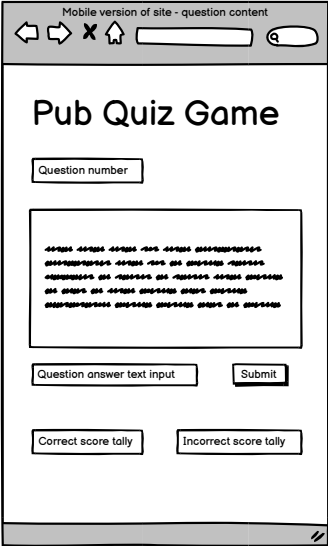 Mobile version of site - question content
Pub Quiz Game
Question number
Question answer text input
Submit
Correct score tally
Incorrect score tally